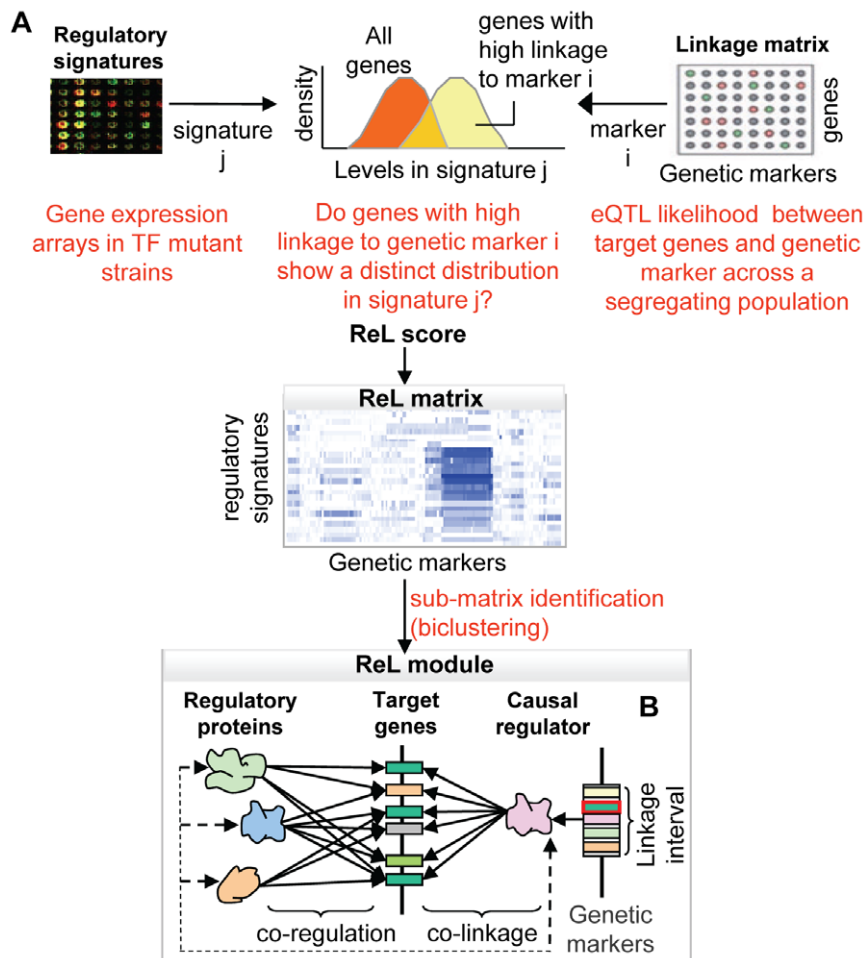 A
Regulatory
signatures
signature
j
All
genes
genes with
high linkage
to marker i
density
Levels in signature j
Linkage matrix
genes
marker
i
Genetic markers
Gene expression
arrays in TF mutant
strains
Do genes with high
linkage to genetic marker i
show a distinct distribution
in signature j?
eQTL likelihood between
target genes and genetic
marker across a
segregating population
ReL score
ReL matrix
regulatory
signatures
Genetic markers
sub-matrix identification
(biclustering)
ReL module
B
Regulatory
proteins
Target
genes
Causal
regulator
Linkage
interval
co-regulation
co-linkage
Genetic
markers